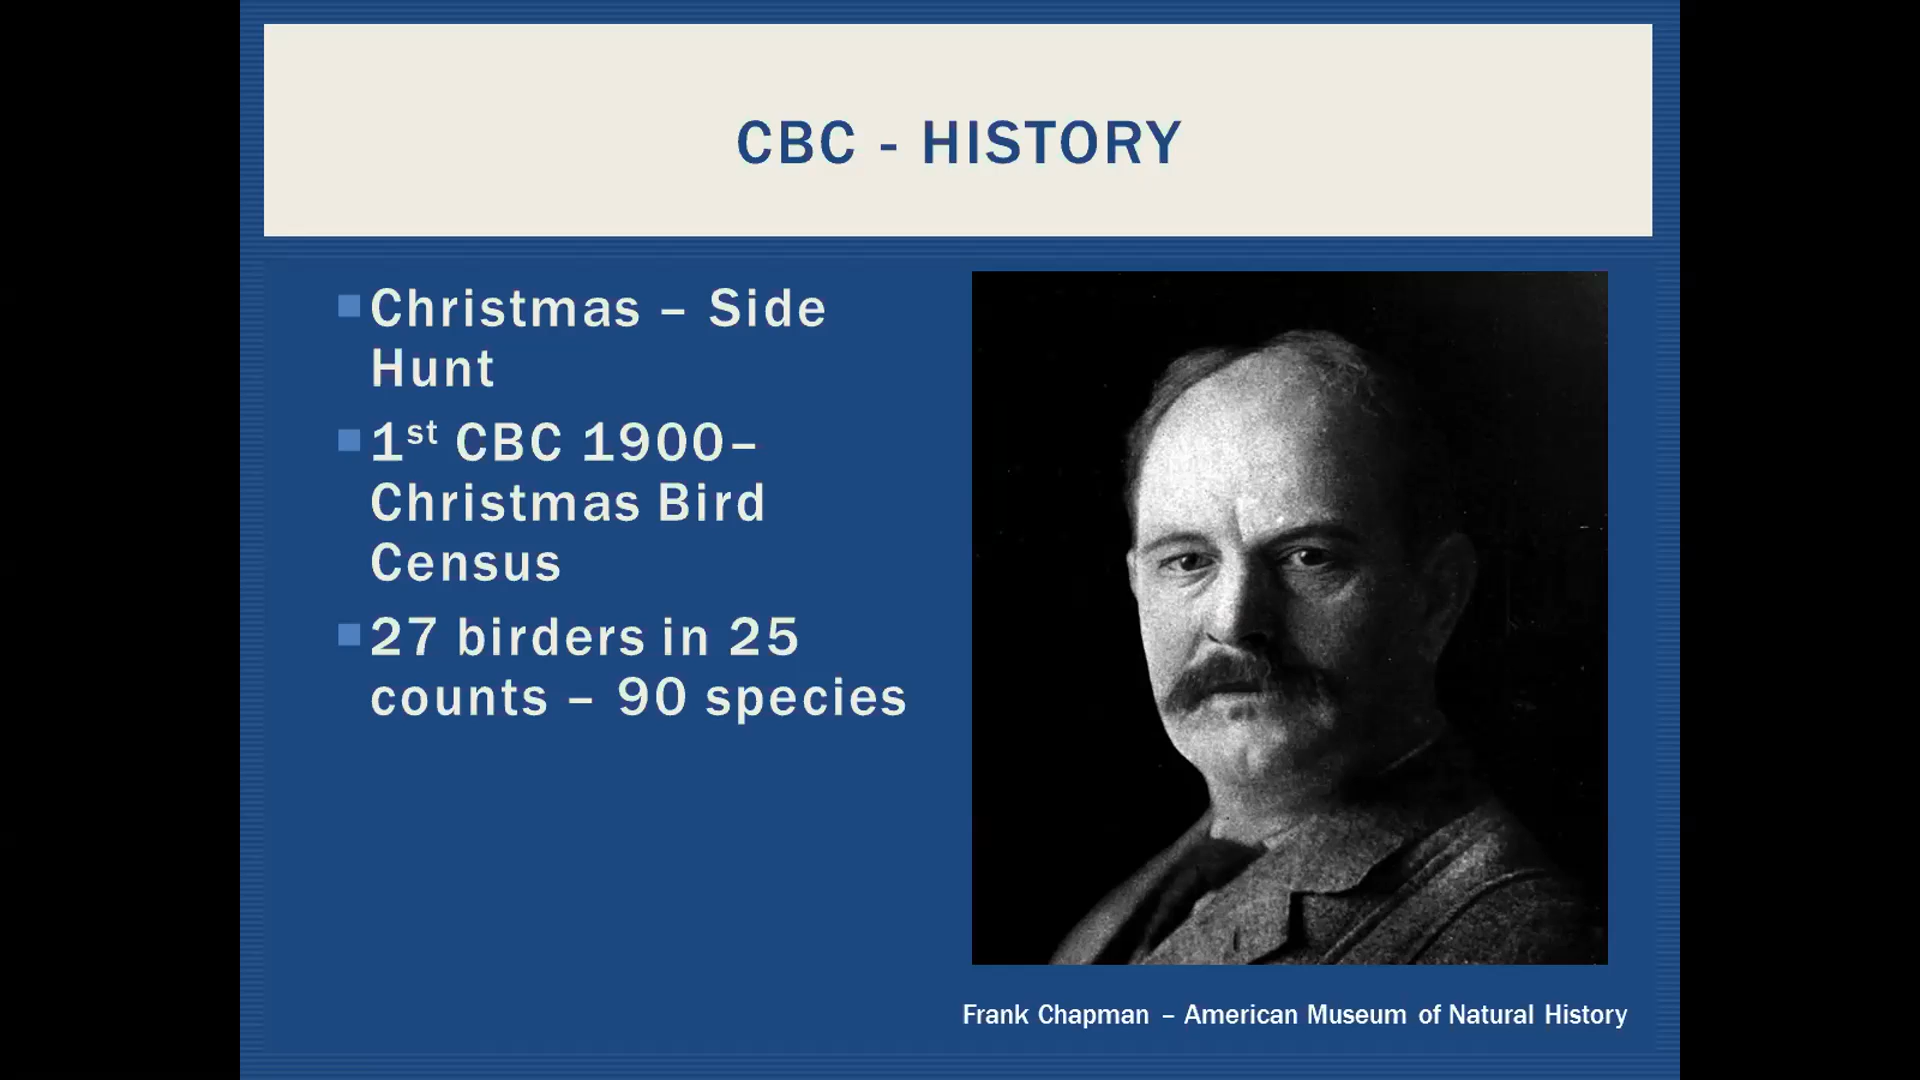 CBC - HISTORY
Christmas – Side
Hunt
1st CBC 1900–
Christmas Bird
Census
27 birders in 25
counts – 90 species
Frank Chapman – American Museum of Natural History